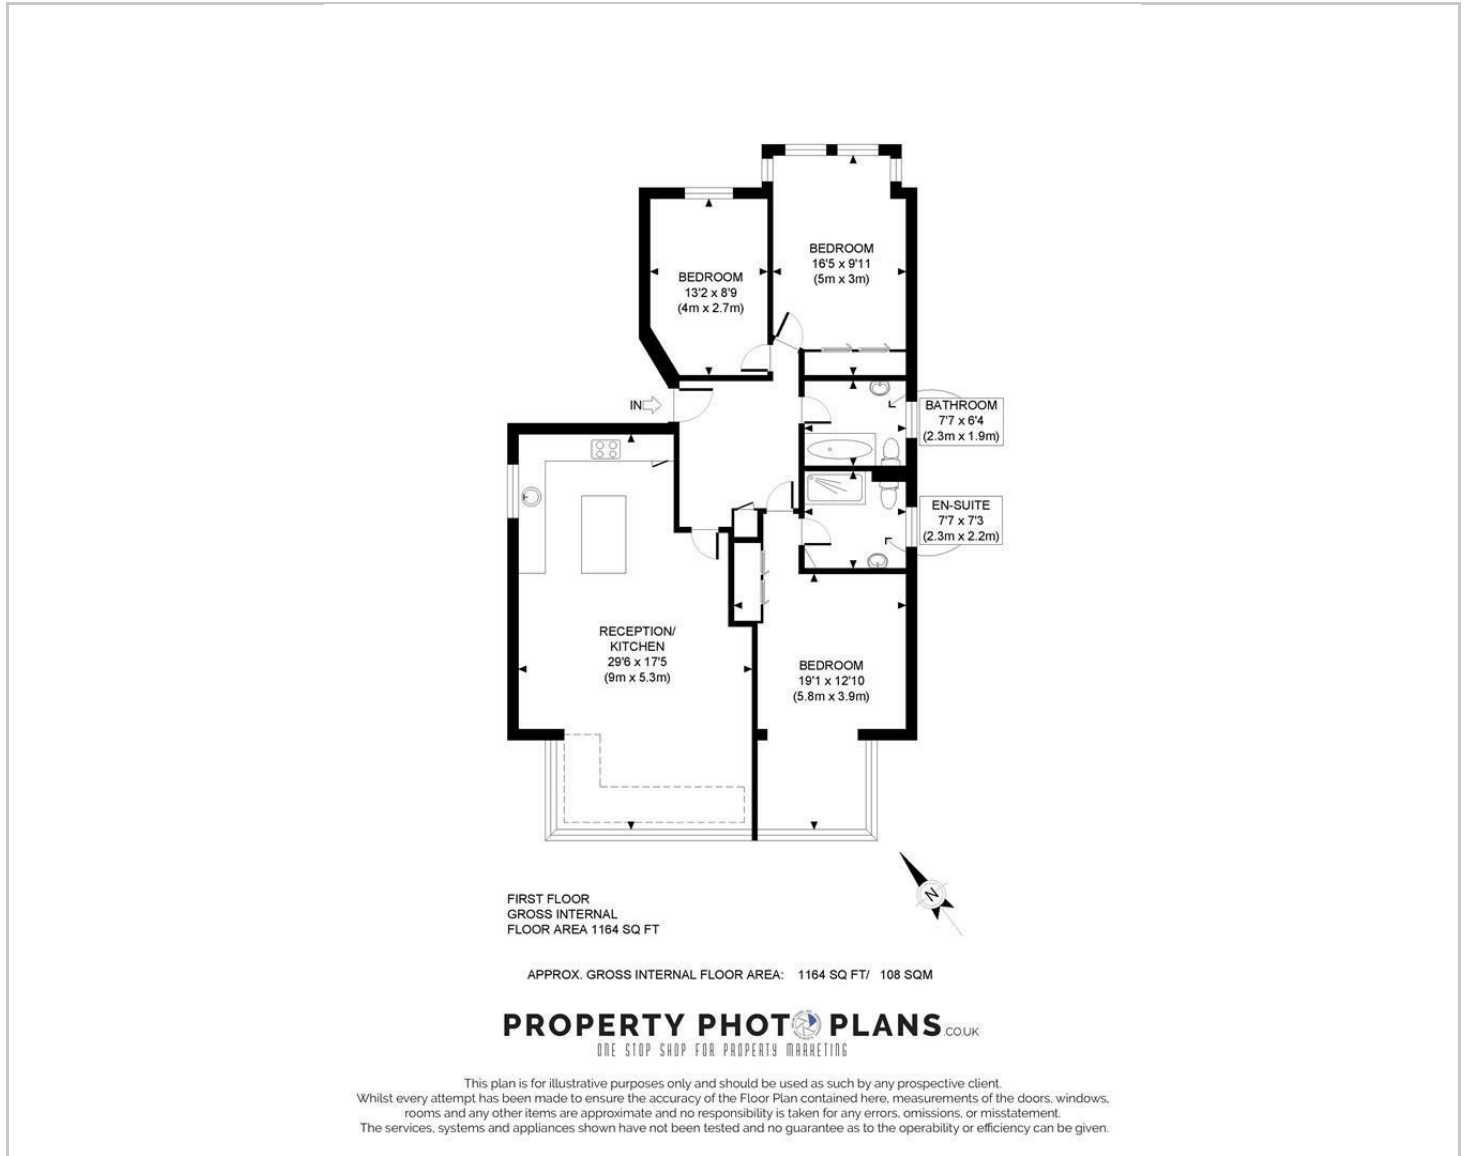 BEDROOM
16'5 x 9'11
(5m x 3m)
BEDROOM
13'2 x 8'9
(4m x 2.7m)
IN
BATHROOM
7'7 x 6'4
(2.3m x 1.9m)
EN-SUITE
7'7 x 7'3
(2.3m x 2.2m)
RECEPTION/
KITCHEN
29'6 x 17'5
(9m x 5.3m)
BEDROOM
19'1 x 12'10
(5.8m x 3.9m)
N
FIRST FLOOR
GROSS INTERNAL
FLOOR AREA 1164 SQ FT
APPROX. GROSS INTERNAL FLOOR AREA: 1164 SQ FT/ 108 SQM
PROPERTY PHOTO PLANS.CO.UK
ONE STOP SHOP FOR PROPERTY MARKETING
This plan is for illustrative purposes only and should be used as such by any prospective client.
Whilst every attempt has been made to ensure the accuracy of the Floor Plan contained here, measurements of the doors, windows,
rooms and any other items are approximate and no responsibility is taken for any errors, omissions, or misstatement.
The services, systems and appliances shown have not been tested and no guarantee as to the operability or efficiency can be given.